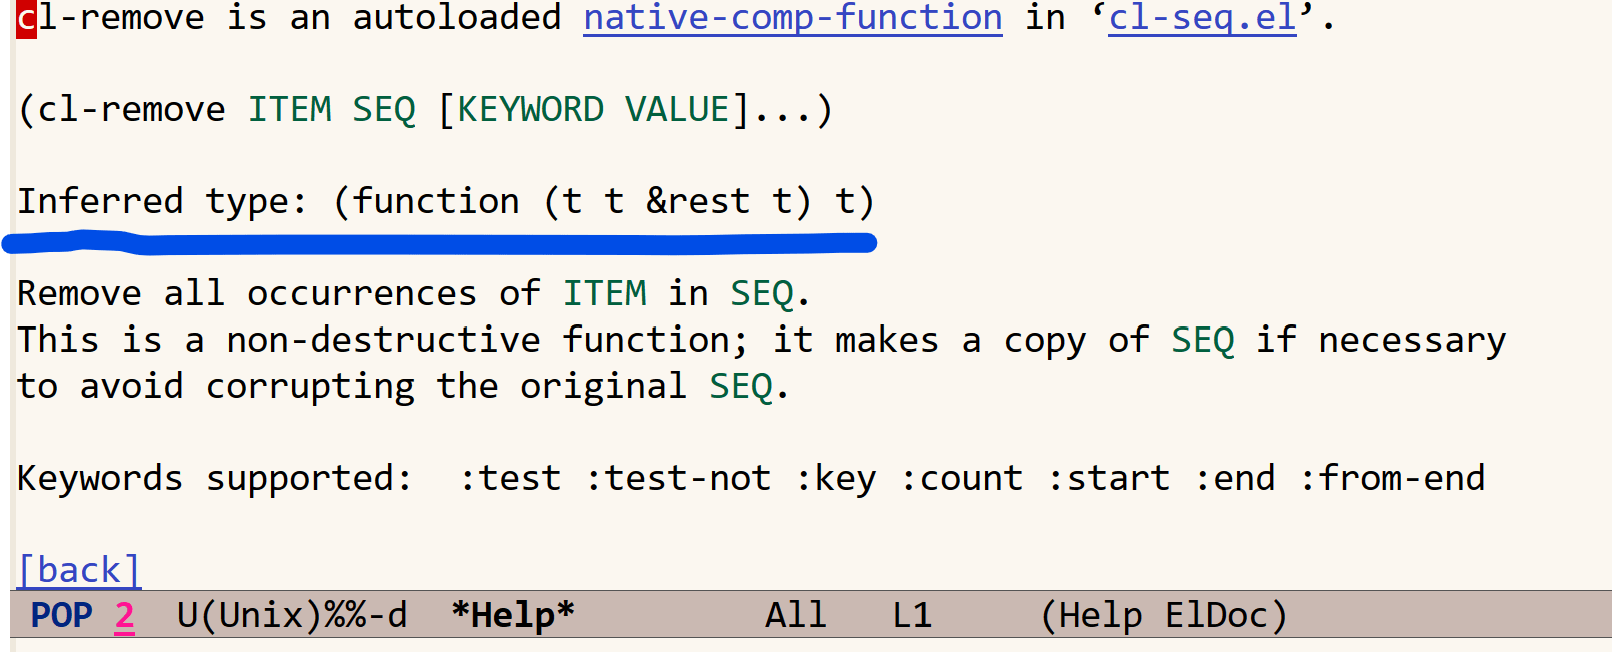 cl-remove is an autoloaded native-comp-function in ‘cl-seq.el’.
(cl-remove ITEM SEQ [KEYWORD VALUE]...)
Inferred type: (function (t t &rest t) t)
Remove all occurrences of ITEM in SEQ.
This is a non-destructive function; it makes a copy of SEQ if necessary
to avoid corrupting the original SEQ.
Keywords supported:  :test :test-not :key :count :start :end :from-end
[back]
POP 2  U(Unix)%%-d  *Help*         All   L1     (Help ElDoc)